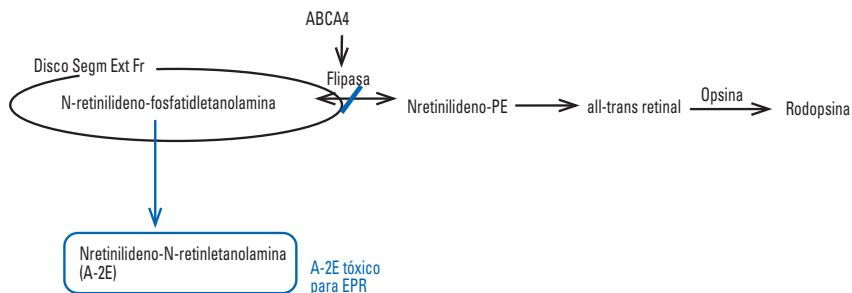 ABCA4
Disco Segm Ext Fr
Flipasa
N-retinilideno-fosfatidletanolamina
Nretinilideno-PE
all-trans retinal
Opsina
Rodopsina
Nretinilideno-N-retinletanolamina
(A-2E)
A-2E tóxico
para EPR